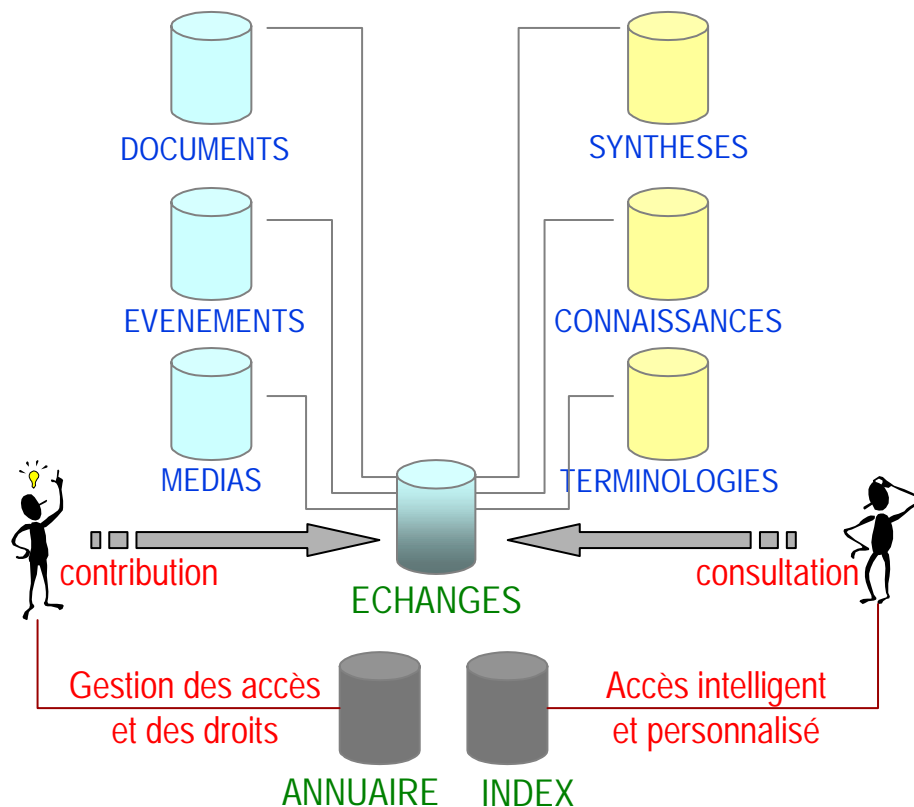 DOCUMENTS
SYNTHESES
EVENEMENTS
CONNAISSANCES
MEDIAS
TERMINOLOGIES
contribution
consultation
ECHANGES
Gestion des accès
et des droits
Accès intelligent
et personnalisé
ANNUAIRE
INDEX